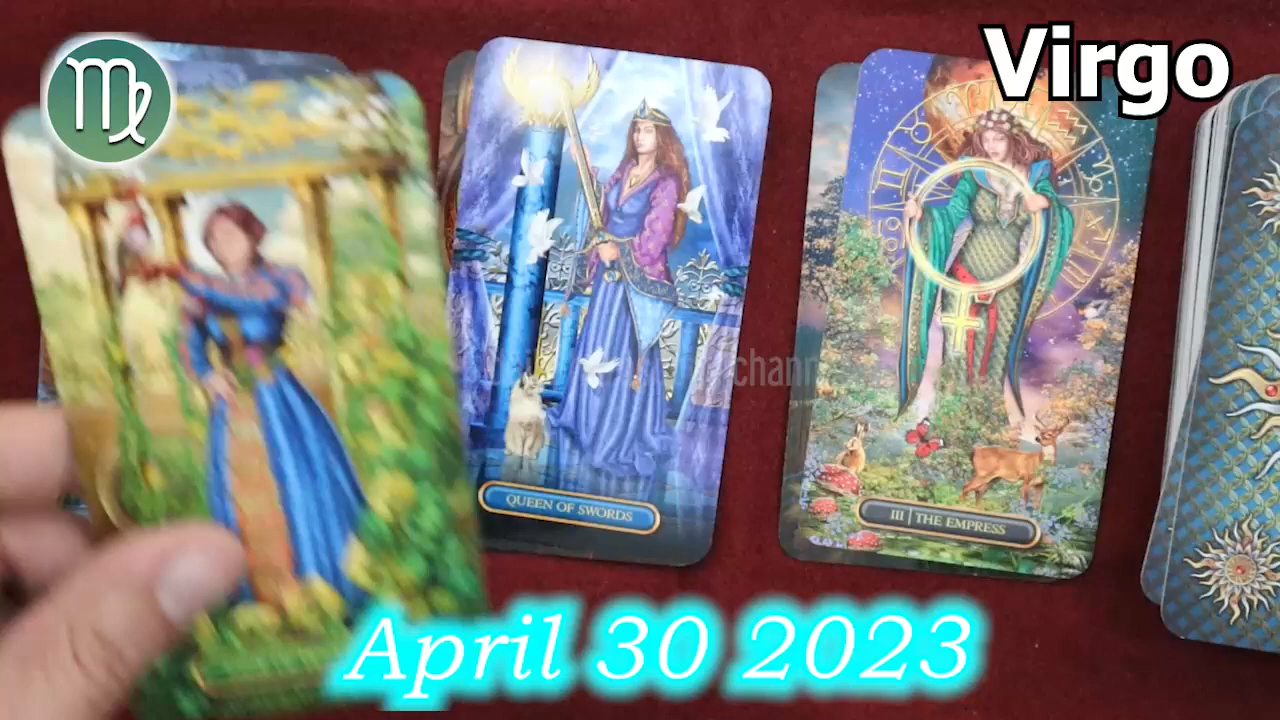 Virgo
QUEEN OF SWORDS
III | THE EMPRESS
April 30 2023